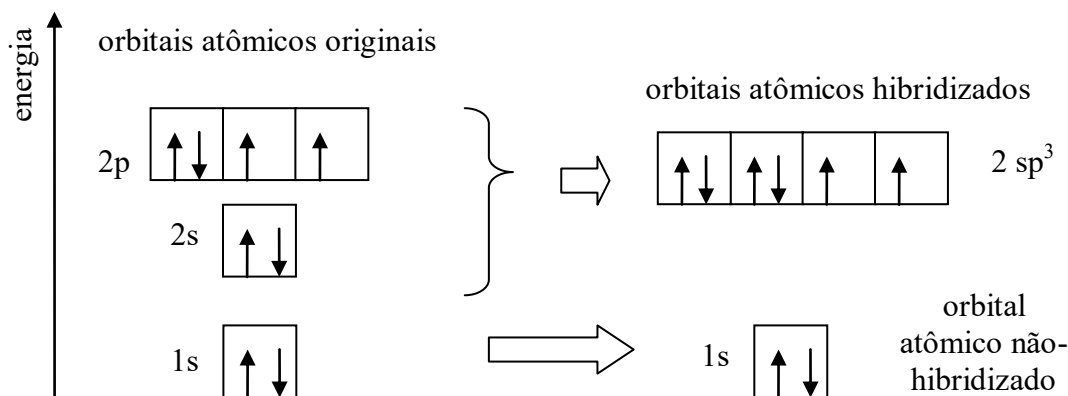 energia
orbitais atômicos originais
orbitais atômicos hibridizados
2p
2 sp³
2s
1s
1s
orbital
atômico não-
hibridizado